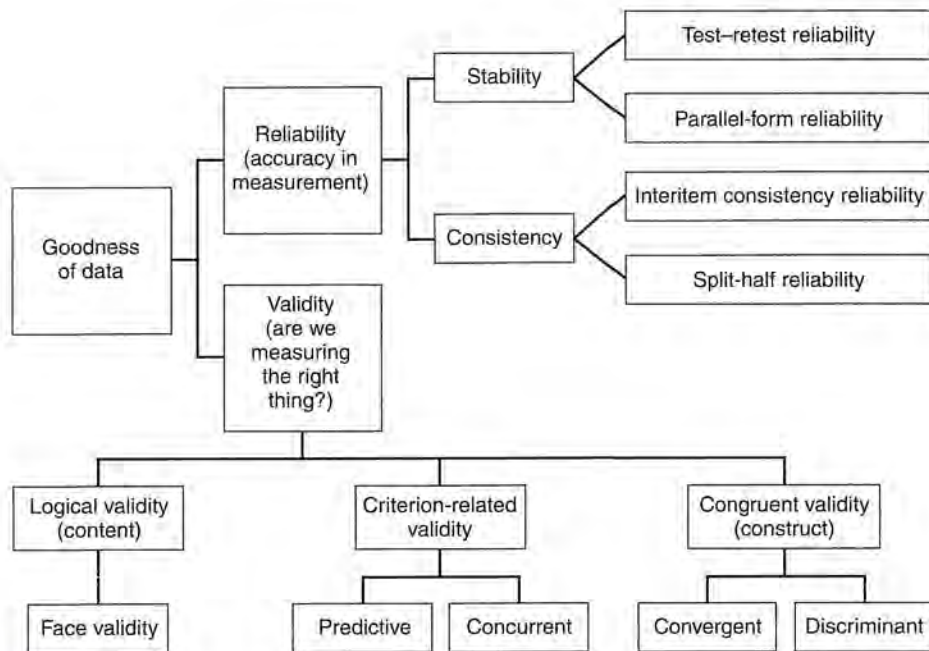 Test–retest reliability
Stability
Parallel-form reliability
Reliability
(accuracy in
measurement)
Interitem consistency reliability
Consistency
Split-half reliability
Goodness
of data
Validity
(are we
measuring
the right
thing?)
Logical validity
(content)
Criterion-related
validity
Congruent validity
(construct)
Face validity
Predictive
Concurrent
Convergent
Discriminant